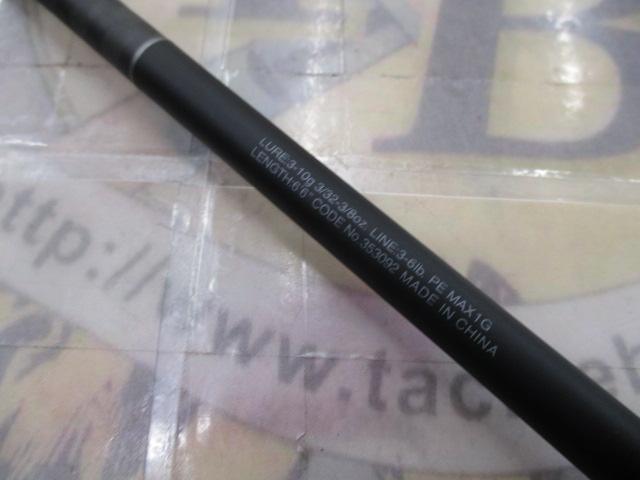 LURE:3-10g 3/32-3/8oz. LINE:3-6lb. PE MAX1G
LENGTH:6'6" CODE No.353092 MADE IN CHINA
B
http://
www.tac
eb